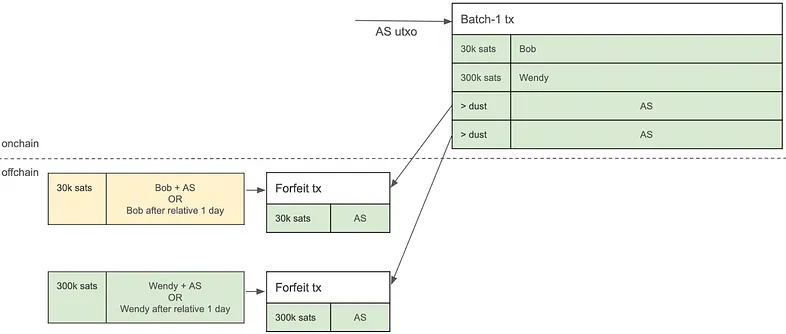 AS utxo
Batch-1 tx
30k sats Bob
300k sats Wendy
> dust AS
> dust AS
onchain
offchain
30k sats
Bob + AS
OR
Bob after relative 1 day
Forfeit tx
30k sats AS
300k sats
Wendy + AS
OR
Wendy after relative 1 day
Forfeit tx
300k sats AS